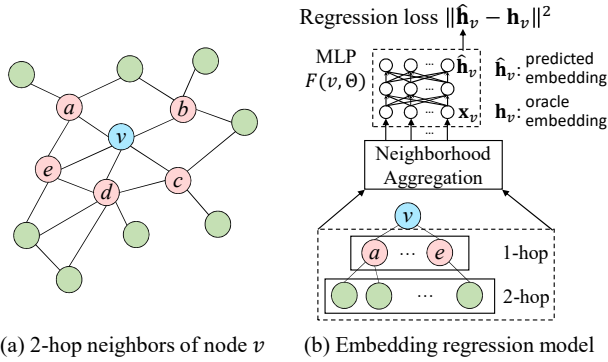 a
b
v
e
d
c
(a) 2-hop neighbors of node v
Regression loss ‖ĥ_v − h_v‖²
MLP
F(v, Θ)
... ĥ_v
...
... x_v
...
ĥ_v: predicted embedding
h_v: oracle embedding
Neighborhood
Aggregation
v
a ... e 1-hop
... 2-hop
(b) Embedding regression model